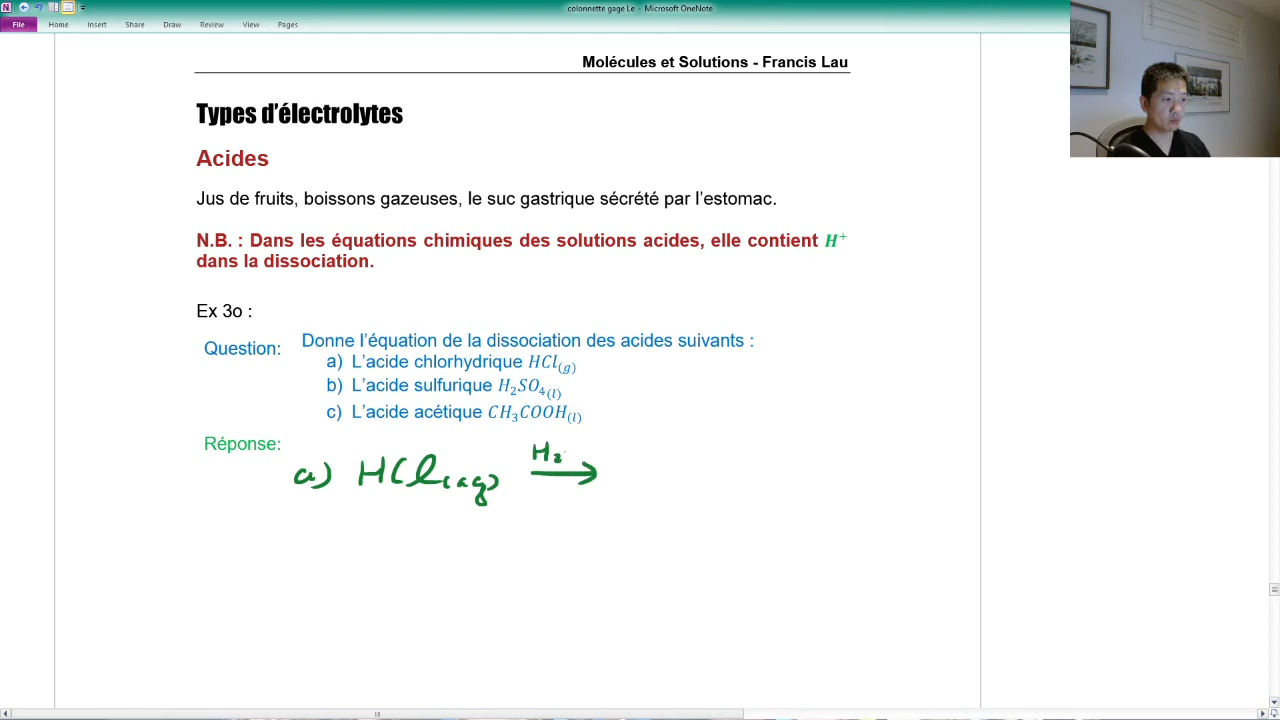 colonnette gage Le - Microsoft OneNote
File Home Insert Share Draw Review View Pages
Molécules et Solutions - Francis Lau
Types d’électrolytes
Acides
Jus de fruits, boissons gazeuses, le suc gastrique sécrété par l’estomac.
N.B. : Dans les équations chimiques des solutions acides, elle contient H⁺
dans la dissociation.
Ex 3o :
Question: Donne l’équation de la dissociation des acides suivants :
a) L’acide chlorhydrique HCl₍g₎
b) L’acide sulfurique H₂SO₄₍l₎
c) L’acide acétique CH₃COOH₍l₎
Réponse:
a) HCl(aq) H₂ →